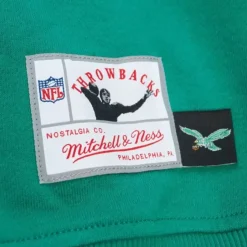 THROWBACKS
NFL
NOSTALGIA CO.
Mitchell & Ness
PHILADELPHIA, PA